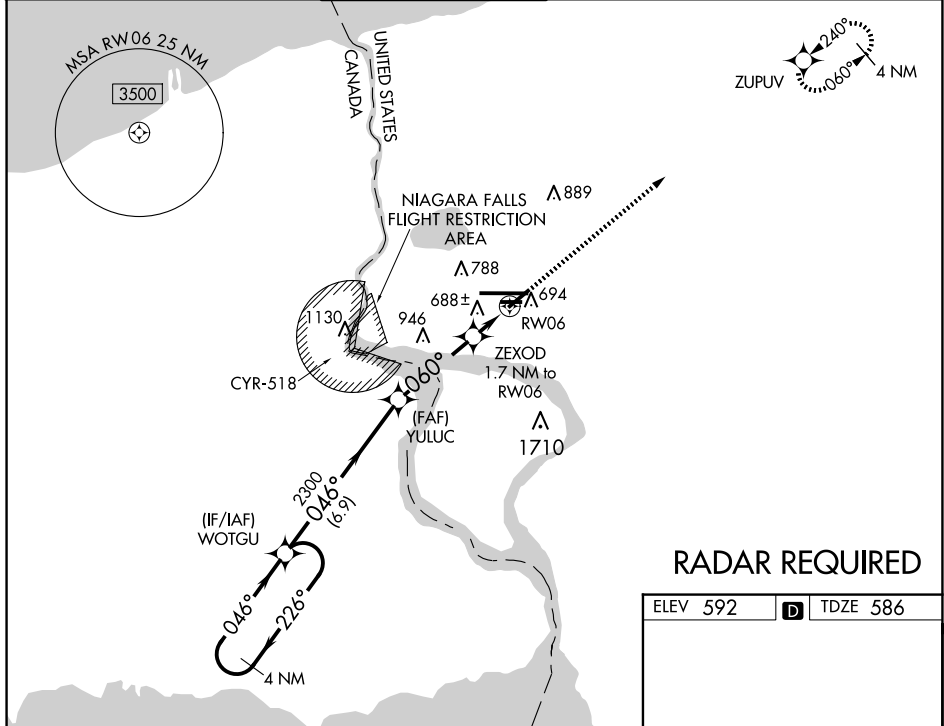 MSA RW06 25 NM
3500
UNITED STATES
CANADA
240°
060°
4 NM
ZUPUV
889
NIAGARA FALLS
FLIGHT RESTRICTION
AREA
788
688±
694
RW06
1130
946
ZEXOD
1.7 NM to
RW06
CYR-518
060°
(FAF)
YULUC
1710
2300
046°
(6.9)
(IF/IAF)
WOTGU
046°
226°
4 NM
RADAR REQUIRED
ELEV 592
D
TDZE 586